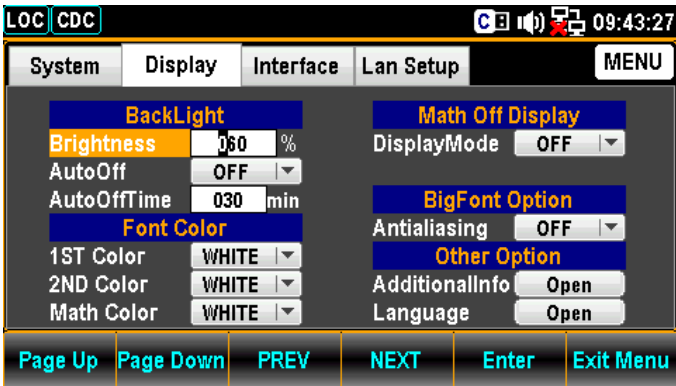 LOC CDC C 09:43:27
System Display Interface Lan Setup MENU
BackLight
Brightness 060 %
AutoOff OFF
AutoOffTime 030 min
Font Color
1ST Color WHITE
2ND Color WHITE
Math Color WHITE
Math Off Display
DisplayMode OFF
BigFont Option
Antialiasing OFF
Other Option
AdditionalInfo Open
Language Open
Page Up Page Down PREV NEXT Enter Exit Menu